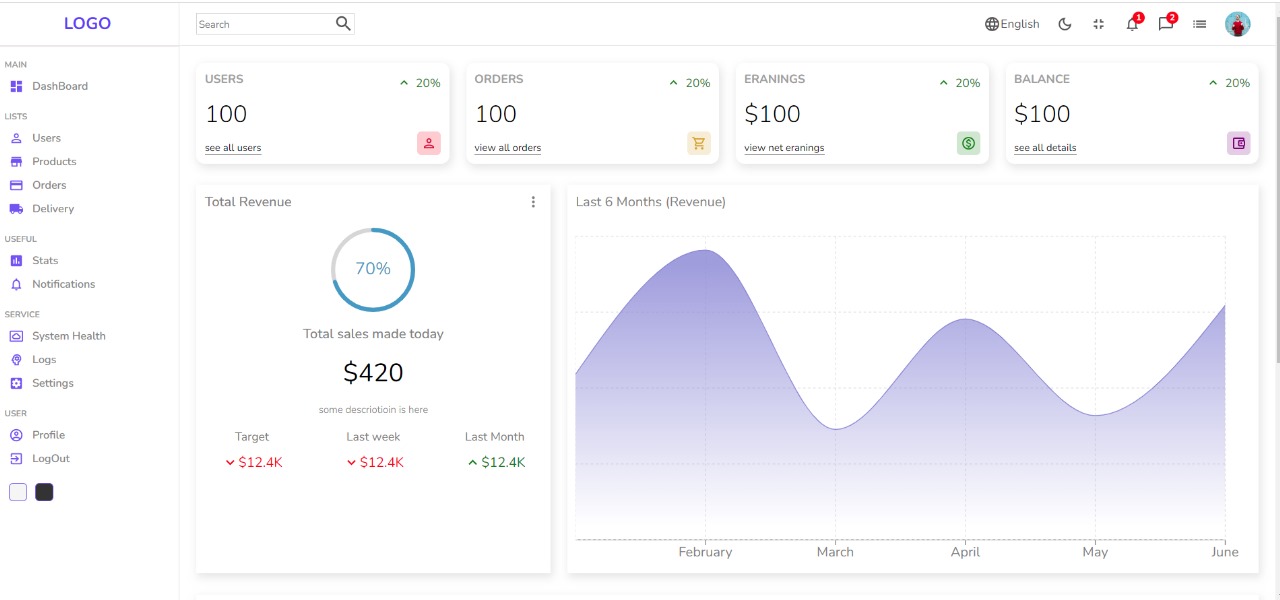 LOGO
Search
English
1
2
MAIN
DashBoard
LISTS
Users
Products
Orders
Delivery
USEFUL
Stats
Notifications
SERVICE
System Health
Logs
Settings
USER
Profile
LogOut
USERS
20%
100
see all users
ORDERS
20%
100
view all orders
ERANINGS
20%
$100
view net eranings
BALANCE
20%
$100
see all details
Total Revenue
70%
Total sales made today
$420
some descriotioin is here
Target
Last week
Last Month
$12.4K
$12.4K
$12.4K
Last 6 Months (Revenue)
February
March
April
May
June